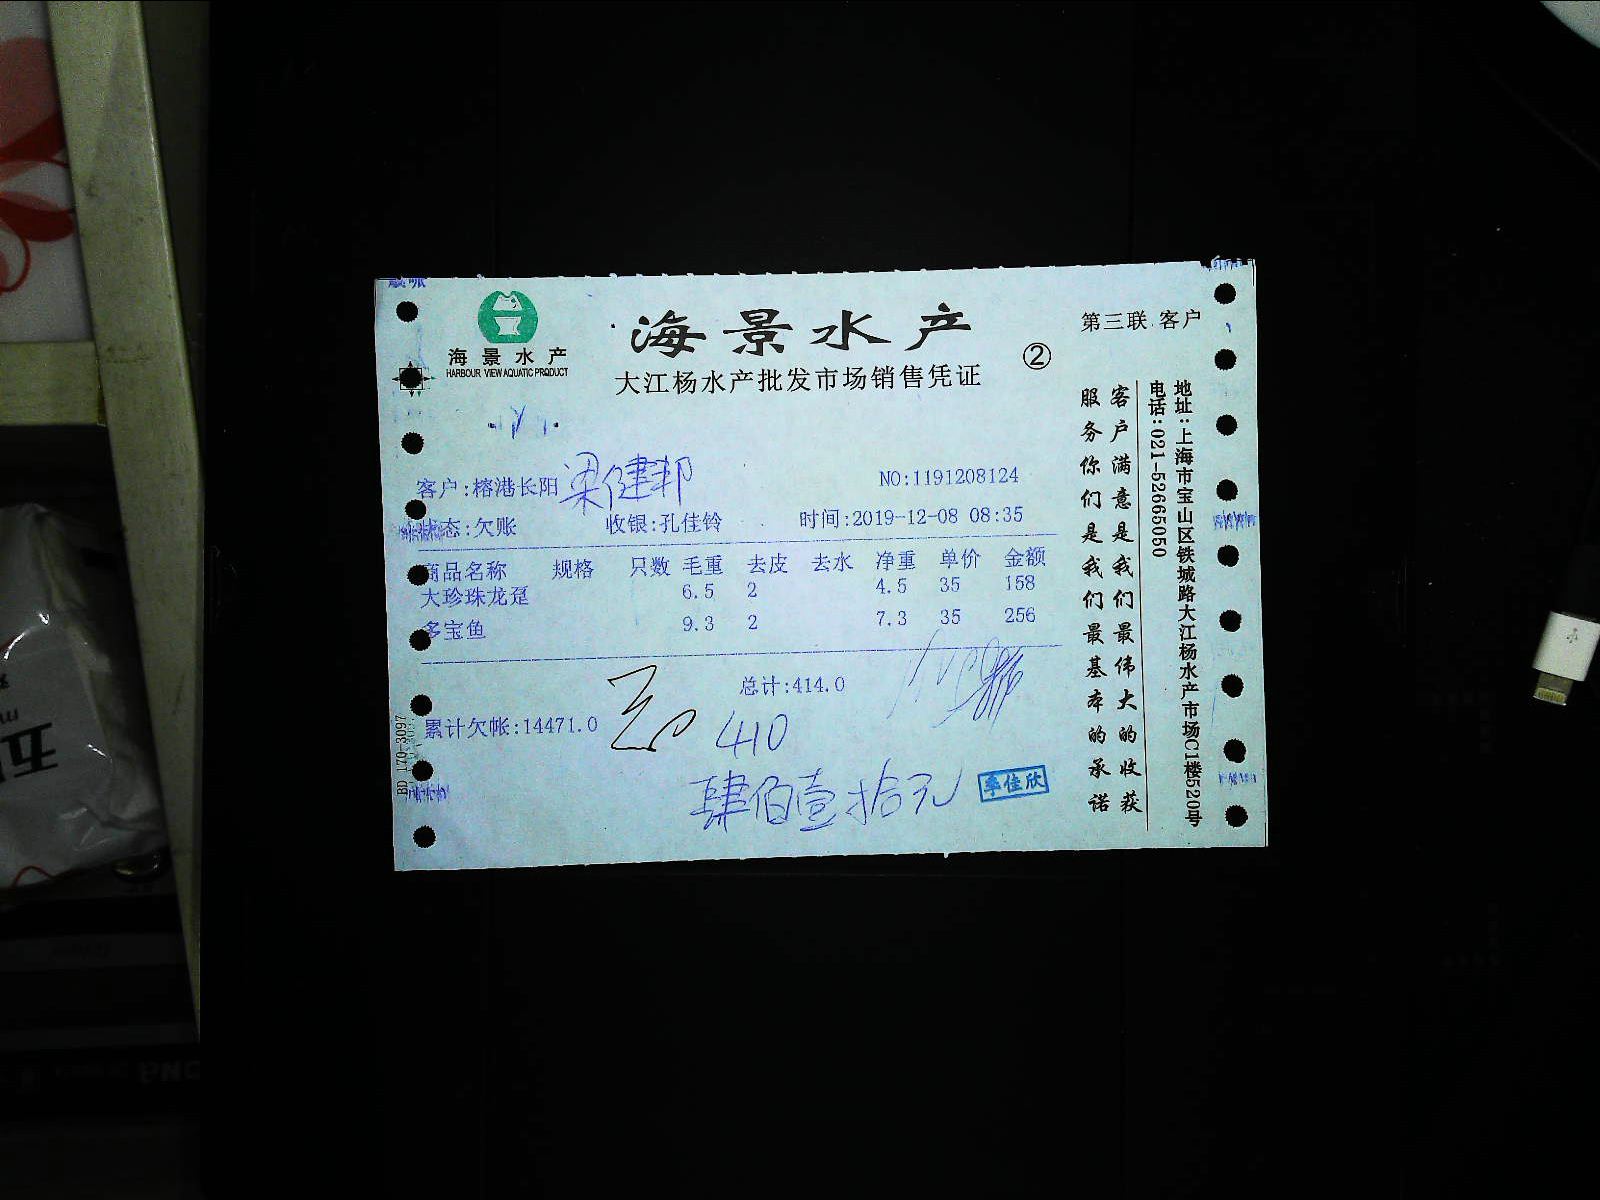 海景水产
HARBOUR VIEW AQUATIC PRODUCT
海景水产
大江杨水产批发市场销售凭证
②
第三联 客户
客户:榕港长阳 梁健邦
NO:1191208124
状态:欠账 收银:孔佳铃 时间:2019-12-08 08:35
商品名称 规格 只数 毛重 去皮 去水 净重 单价 金额
大珍珠龙趸 6.5 2 4.5 35 158
多宝鱼 9.3 2 7.3 35 256
总计:414.0
累计欠帐:14471.0
410
肆佰壹拾元
季佳欣
客户满意是我们最伟大的收获
服务你们是我们最基本的承诺
地址:上海市宝山区铁城路大江杨水产市场C1楼520号
电话:021-52665050
BD 170-3097
五